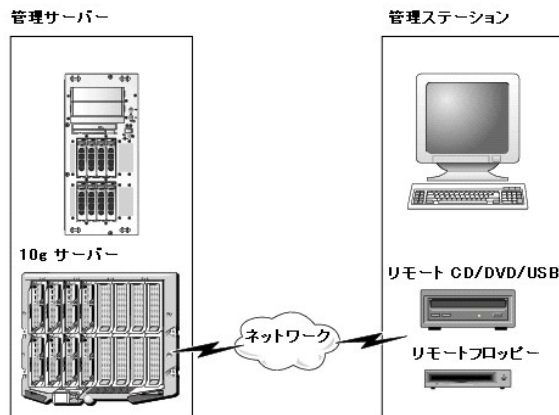 管理サーバー
管理ステーション
10g サーバー
リモート CD/DVD/USB
ネットワーク
リモートフロッピー